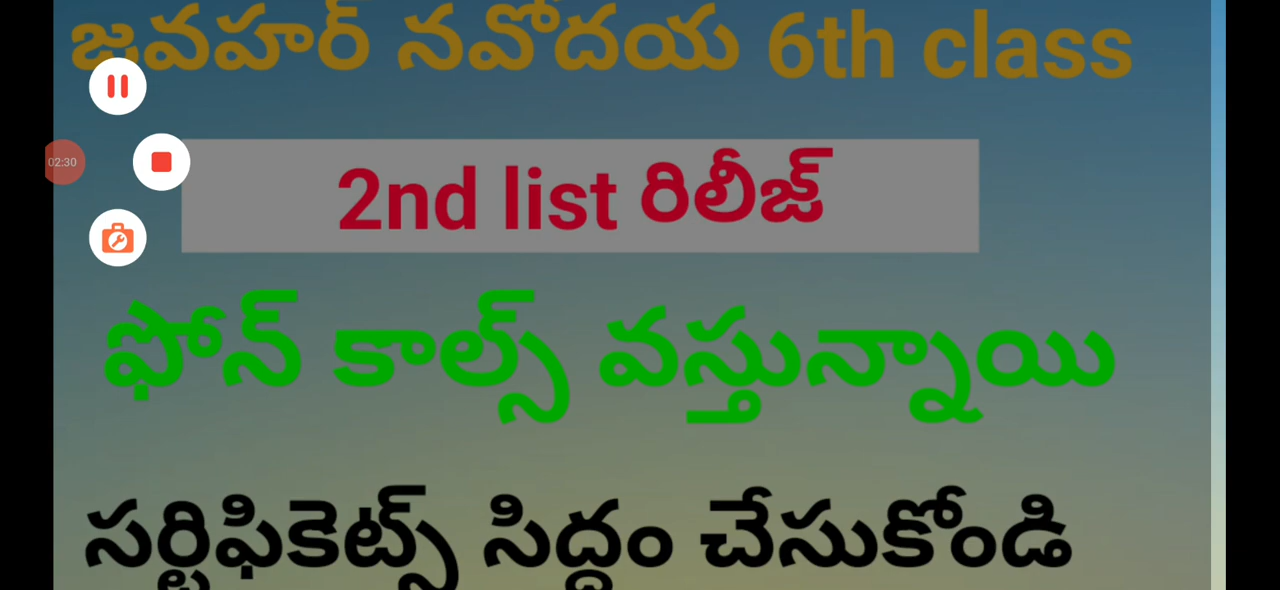 జవహర్ నవోదయ 6th class
02:30
2nd list రిలీజ్
ఫోన్ కాల్స్ వస్తున్నాయి
సర్టిఫికెట్స్ సిద్ధం చేసుకోండి